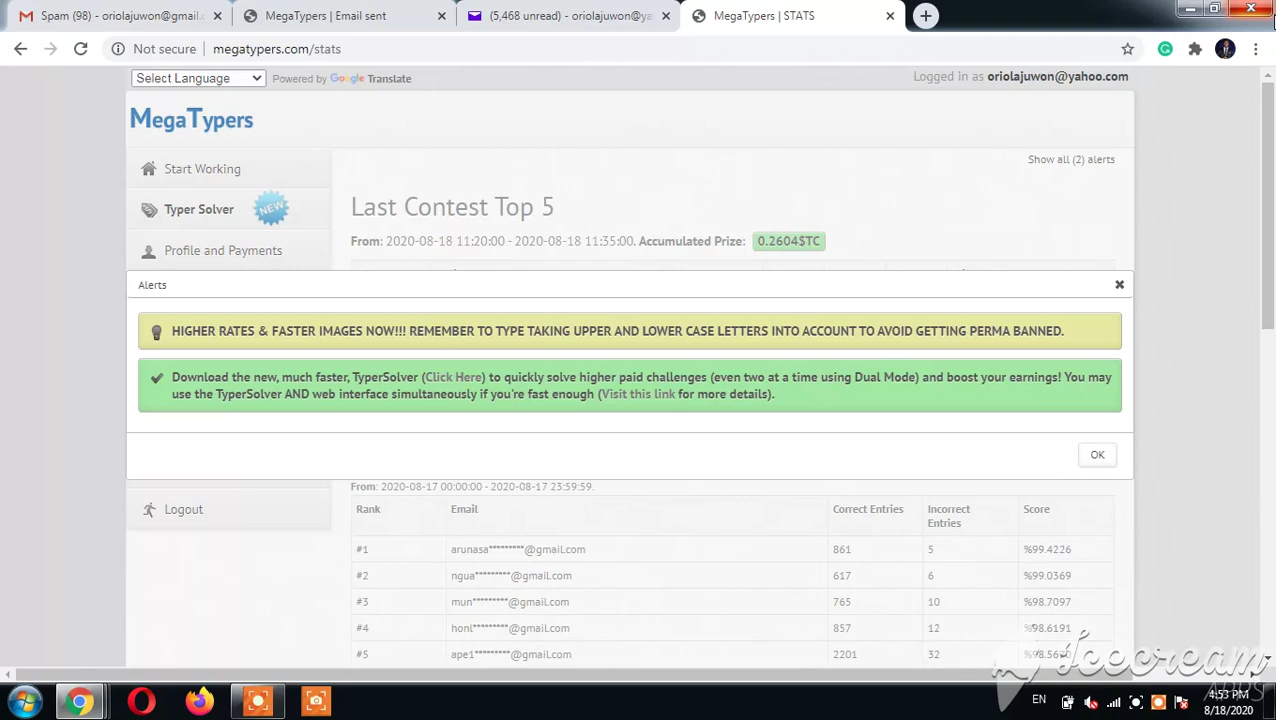 Spam (98) - oriolajuwon@gmail.c
MegaTypers | Email sent
(5,468 unread) - oriolajuwon@ya
MegaTypers | STATS
Not secure | megatypers.com/stats
Select Language
Powered by Google Translate
Logged in as oriolajuwon@yahoo.com
MegaTypers
Start Working
Show all (2) alerts
Typer Solver
NEW
Last Contest Top 5
Profile and Payments
From: 2020-08-18 11:20:00 - 2020-08-18 11:35:00. Accumulated Prize: 0.2604$TC
Alerts
HIGHER RATES & FASTER IMAGES NOW!!! REMEMBER TO TYPE TAKING UPPER AND LOWER CASE LETTERS INTO ACCOUNT TO AVOID GETTING PERMA BANNED.
Download the new, much faster, TyperSolver (Click Here) to quickly solve higher paid challenges (even two at a time using Dual Mode) and boost your earnings! You may
use the TyperSolver AND web interface simultaneously if you're fast enough (Visit this link for more details).
OK
From: 2020-08-17 00:00:00 - 2020-08-17 23:59:59.
Logout
Rank Email Correct Entries Incorrect Entries Score
#1 arunasa*********@gmail.com 861 5 %99.4226
#2 ngua*********@gmail.com 617 6 %99.0369
#3 mun*********@gmail.com 765 10 %98.7097
#4 honl*********@gmail.com 857 12 %98.6191
#5 ape1*********@gmail.com 2201 32
Icecream
APPS
EN
4:53 PM
8/18/2020